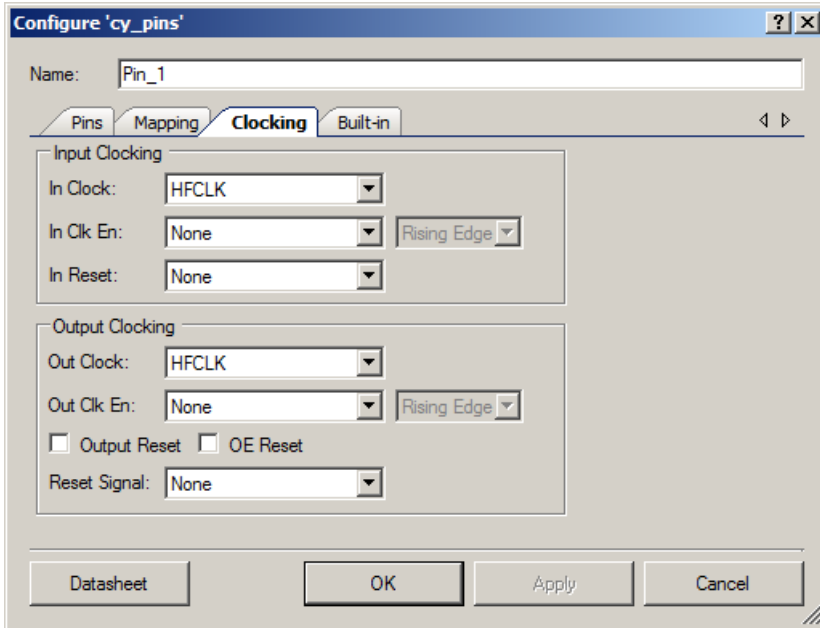 Configure 'cy_pins'
Name: Pin_1
Pins Mapping Clocking Built-in
Input Clocking
In Clock: HFCLK
In Clk En: None Rising Edge
In Reset: None
Output Clocking
Out Clock: HFCLK
Out Clk En: None Rising Edge
Output Reset OE Reset
Reset Signal: None
Datasheet OK Apply Cancel